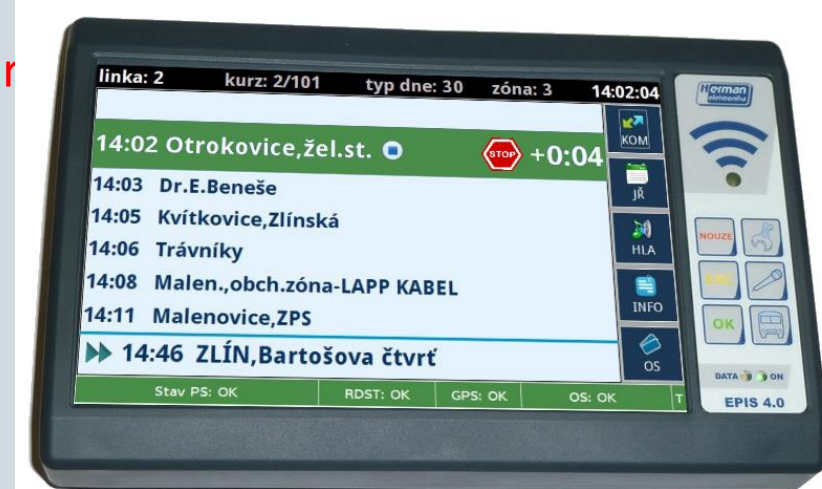 r
linka: 2 kurz: 2/101 typ dne: 30 zóna: 3 14:02:04
14:02 Otrokovice,žel.st. STOP +0:04
14:03 Dr.E.Beneše
14:05 Kvítkovice,Zlínská
14:06 Trávníky
14:08 Malen.,obch.zóna-LAPP KABEL
14:11 Malenovice,ZPS
14:46 ZLÍN,Bartošova čtvrť
Stav PS: OK RDST: OK GPS: OK OS: OK T
KOM
JŘ
HLA
INFO
OS
Herman
elektronika
NOUZE
ESC
OK
DATA ON
EPIS 4.0